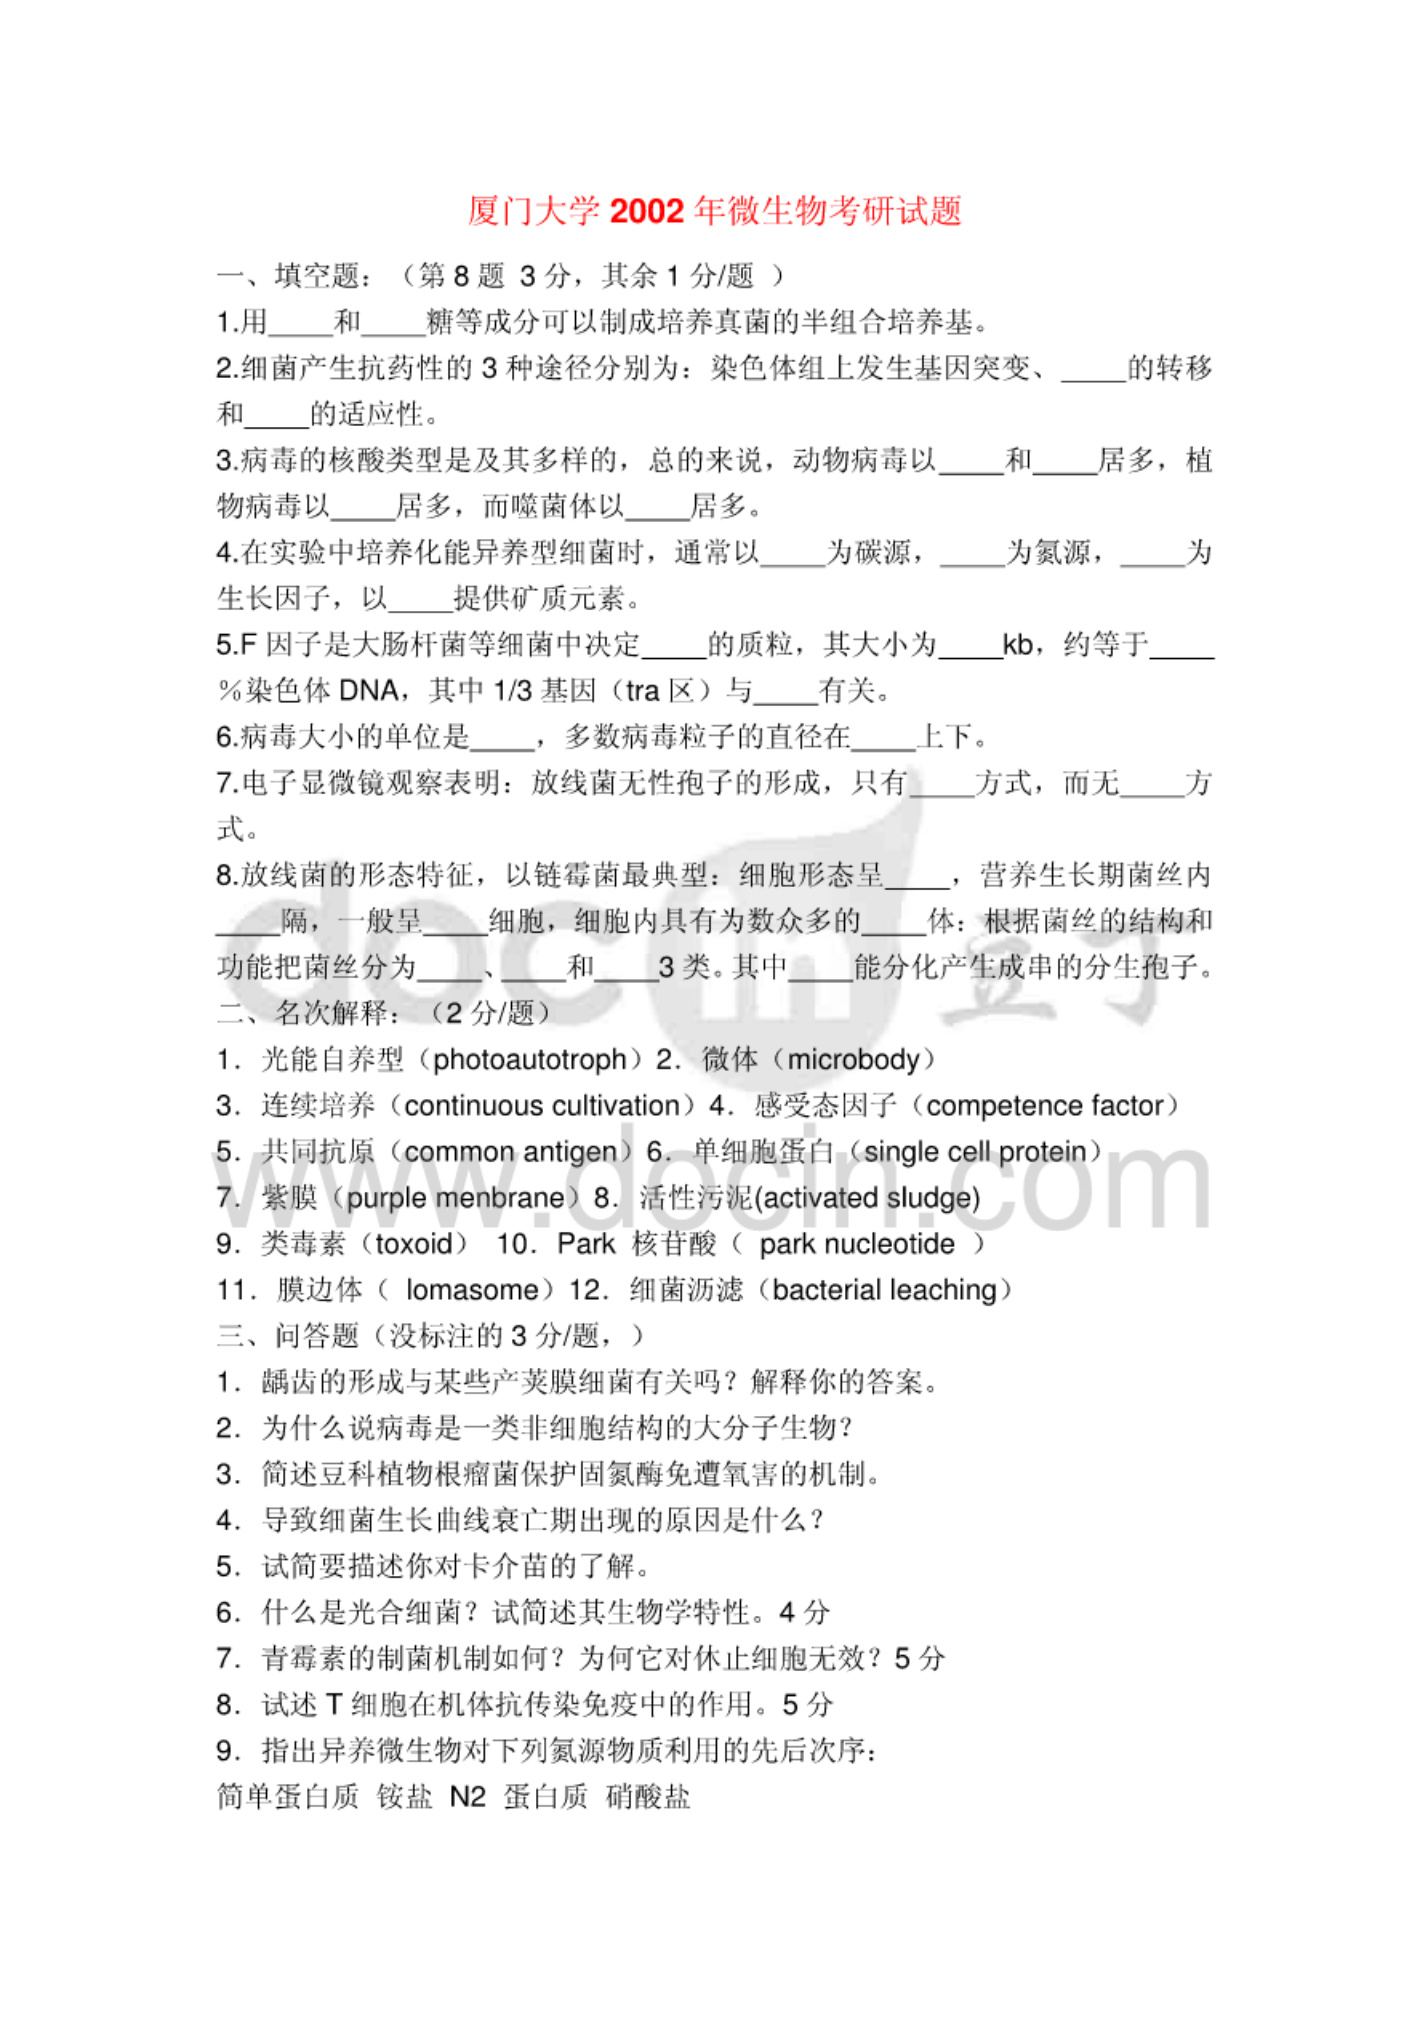 厦门大学 2002 年微生物考研试题
一、填空题：（第 8 题 3 分，其余 1 分/题 ）
1.用____和____糖等成分可以制成培养真菌的半组合培养基。
2.细菌产生抗药性的 3 种途径分别为：染色体组上发生基因突变、____的转移
和____的适应性。
3.病毒的核酸类型是及其多样的，总的来说，动物病毒以____和____居多，植
物病毒以____居多，而噬菌体以____居多。
4.在实验中培养化能异养型细菌时，通常以____为碳源，____为氮源，____为
生长因子，以____提供矿质元素。
5.F 因子是大肠杆菌等细菌中决定____的质粒，其大小为____kb，约等于____
％染色体 DNA，其中 1/3 基因（tra 区）与____有关。
6.病毒大小的单位是____，多数病毒粒子的直径在____上下。
7.电子显微镜观察表明：放线菌无性孢子的形成，只有____方式，而无____方
式。
8.放线菌的形态特征，以链霉菌最典型：细胞形态呈____，营养生长期菌丝内
____隔，一般呈____细胞，细胞内具有为数众多的____体：根据菌丝的结构和
功能把菌丝分为____、____和____3 类。其中____能分化产生成串的分生孢子。
二、名次解释：（2 分/题）
1．光能自养型（photoautotroph）2．微体（microbody）
3．连续培养（continuous cultivation）4．感受态因子（competence factor）
5．共同抗原（common antigen）6．单细胞蛋白（single cell protein）
7．紫膜（purple menbrane）8．活性污泥(activated sludge)
9．类毒素（toxoid） 10．Park 核苷酸（ park nucleotide ）
11．膜边体（ lomasome）12．细菌沥滤（bacterial leaching）
三、问答题（没标注的 3 分/题，）
1．龋齿的形成与某些产荚膜细菌有关吗？解释你的答案。
2．为什么说病毒是一类非细胞结构的大分子生物？
3．简述豆科植物根瘤菌保护固氮酶免遭氧害的机制。
4．导致细菌生长曲线衰亡期出现的原因是什么？
5．试简要描述你对卡介苗的了解。
6．什么是光合细菌？试简述其生物学特性。4 分
7．青霉素的制菌机制如何？为何它对休止细胞无效？5 分
8．试述 T 细胞在机体抗传染免疫中的作用。5 分
9．指出异养微生物对下列氮源物质利用的先后次序：
简单蛋白质 铵盐 N2 蛋白质 硝酸盐
docin 豆丁
www.docin.com